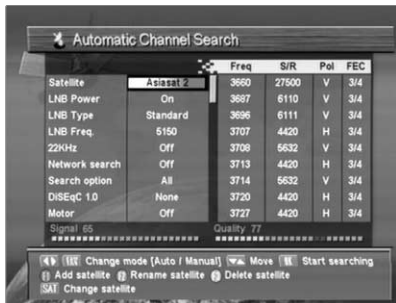 Automatic Channel Search
Freq S/R Pol FEC
Satellite Asiasat 2 3660 27500 V 3/4
LNB Power On 3687 6110 V 3/4
LNB Type Standard 3696 6111 V 3/4
LNB Freq. 5150 3707 4420 H 3/4
22KHz Off 3708 5632 V 3/4
Network search Off 3713 4420 H 3/4
Search option All 3714 5632 V 3/4
DiSEqC 1.0 None 3720 4420 H 3/4
Motor Off 3727 4420 H 3/4
Signal 65 Quality 77
Change mode [Auto / Manual] Move Start searching
Add satellite Rename satellite Delete satellite
SAT Change satellite